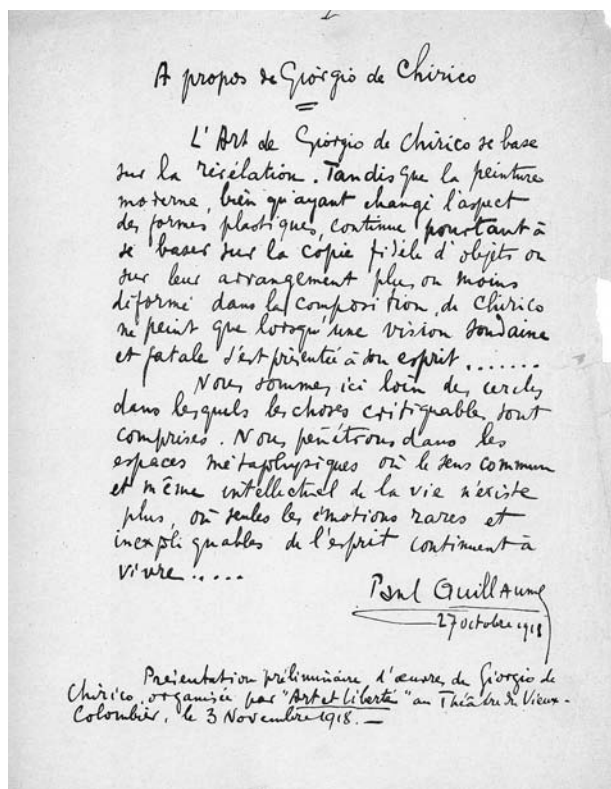 A propos de Giorgio de Chirico
L'Art de Giorgio de Chirico se base
sur la révélation. Tandis que la peinture
moderne, bien qu'ayant changé l'aspect
des formes plastiques, continue pourtant à
se baser sur la copie fidèle d'objets ou
sur leur arrangement plus ou moins
déformé dans la composition, de Chirico
ne peint que lorsqu'une vision soudaine
et fatale s'est présentée à son esprit .......
Nous sommes ici loin des cercles
dans lesquels les choses critiquables sont
comprises. Nous pénétrons dans les
espaces métaphysiques où le sens commun
et même intellectuel de la vie n'existe
plus, où seules les émotions rares et
inexpliquables de l'esprit continuent à
vivre .....
Paul Guillaume
27 octobre 1918
Présentation préliminaire d'œuvres de Giorgio de
Chirico, organisée par "Art et Liberté" au Théâtre du Vieux-
Colombier, le 3 Novembre 1918. —